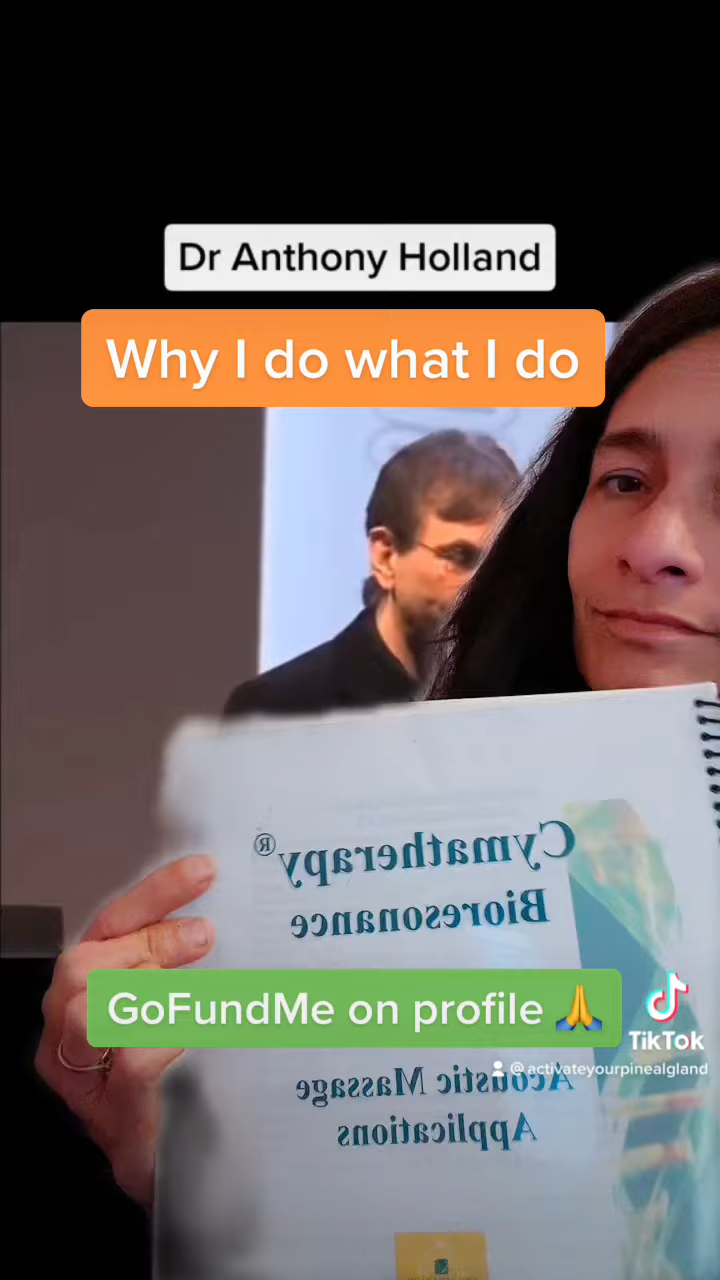 Dr Anthony Holland
Why I do what I do
Cymatherapy®
Bioresonance
GoFundMe on profile 🙏
TikTok
@activateyourpinealgland
Acoustic Massage
Applications